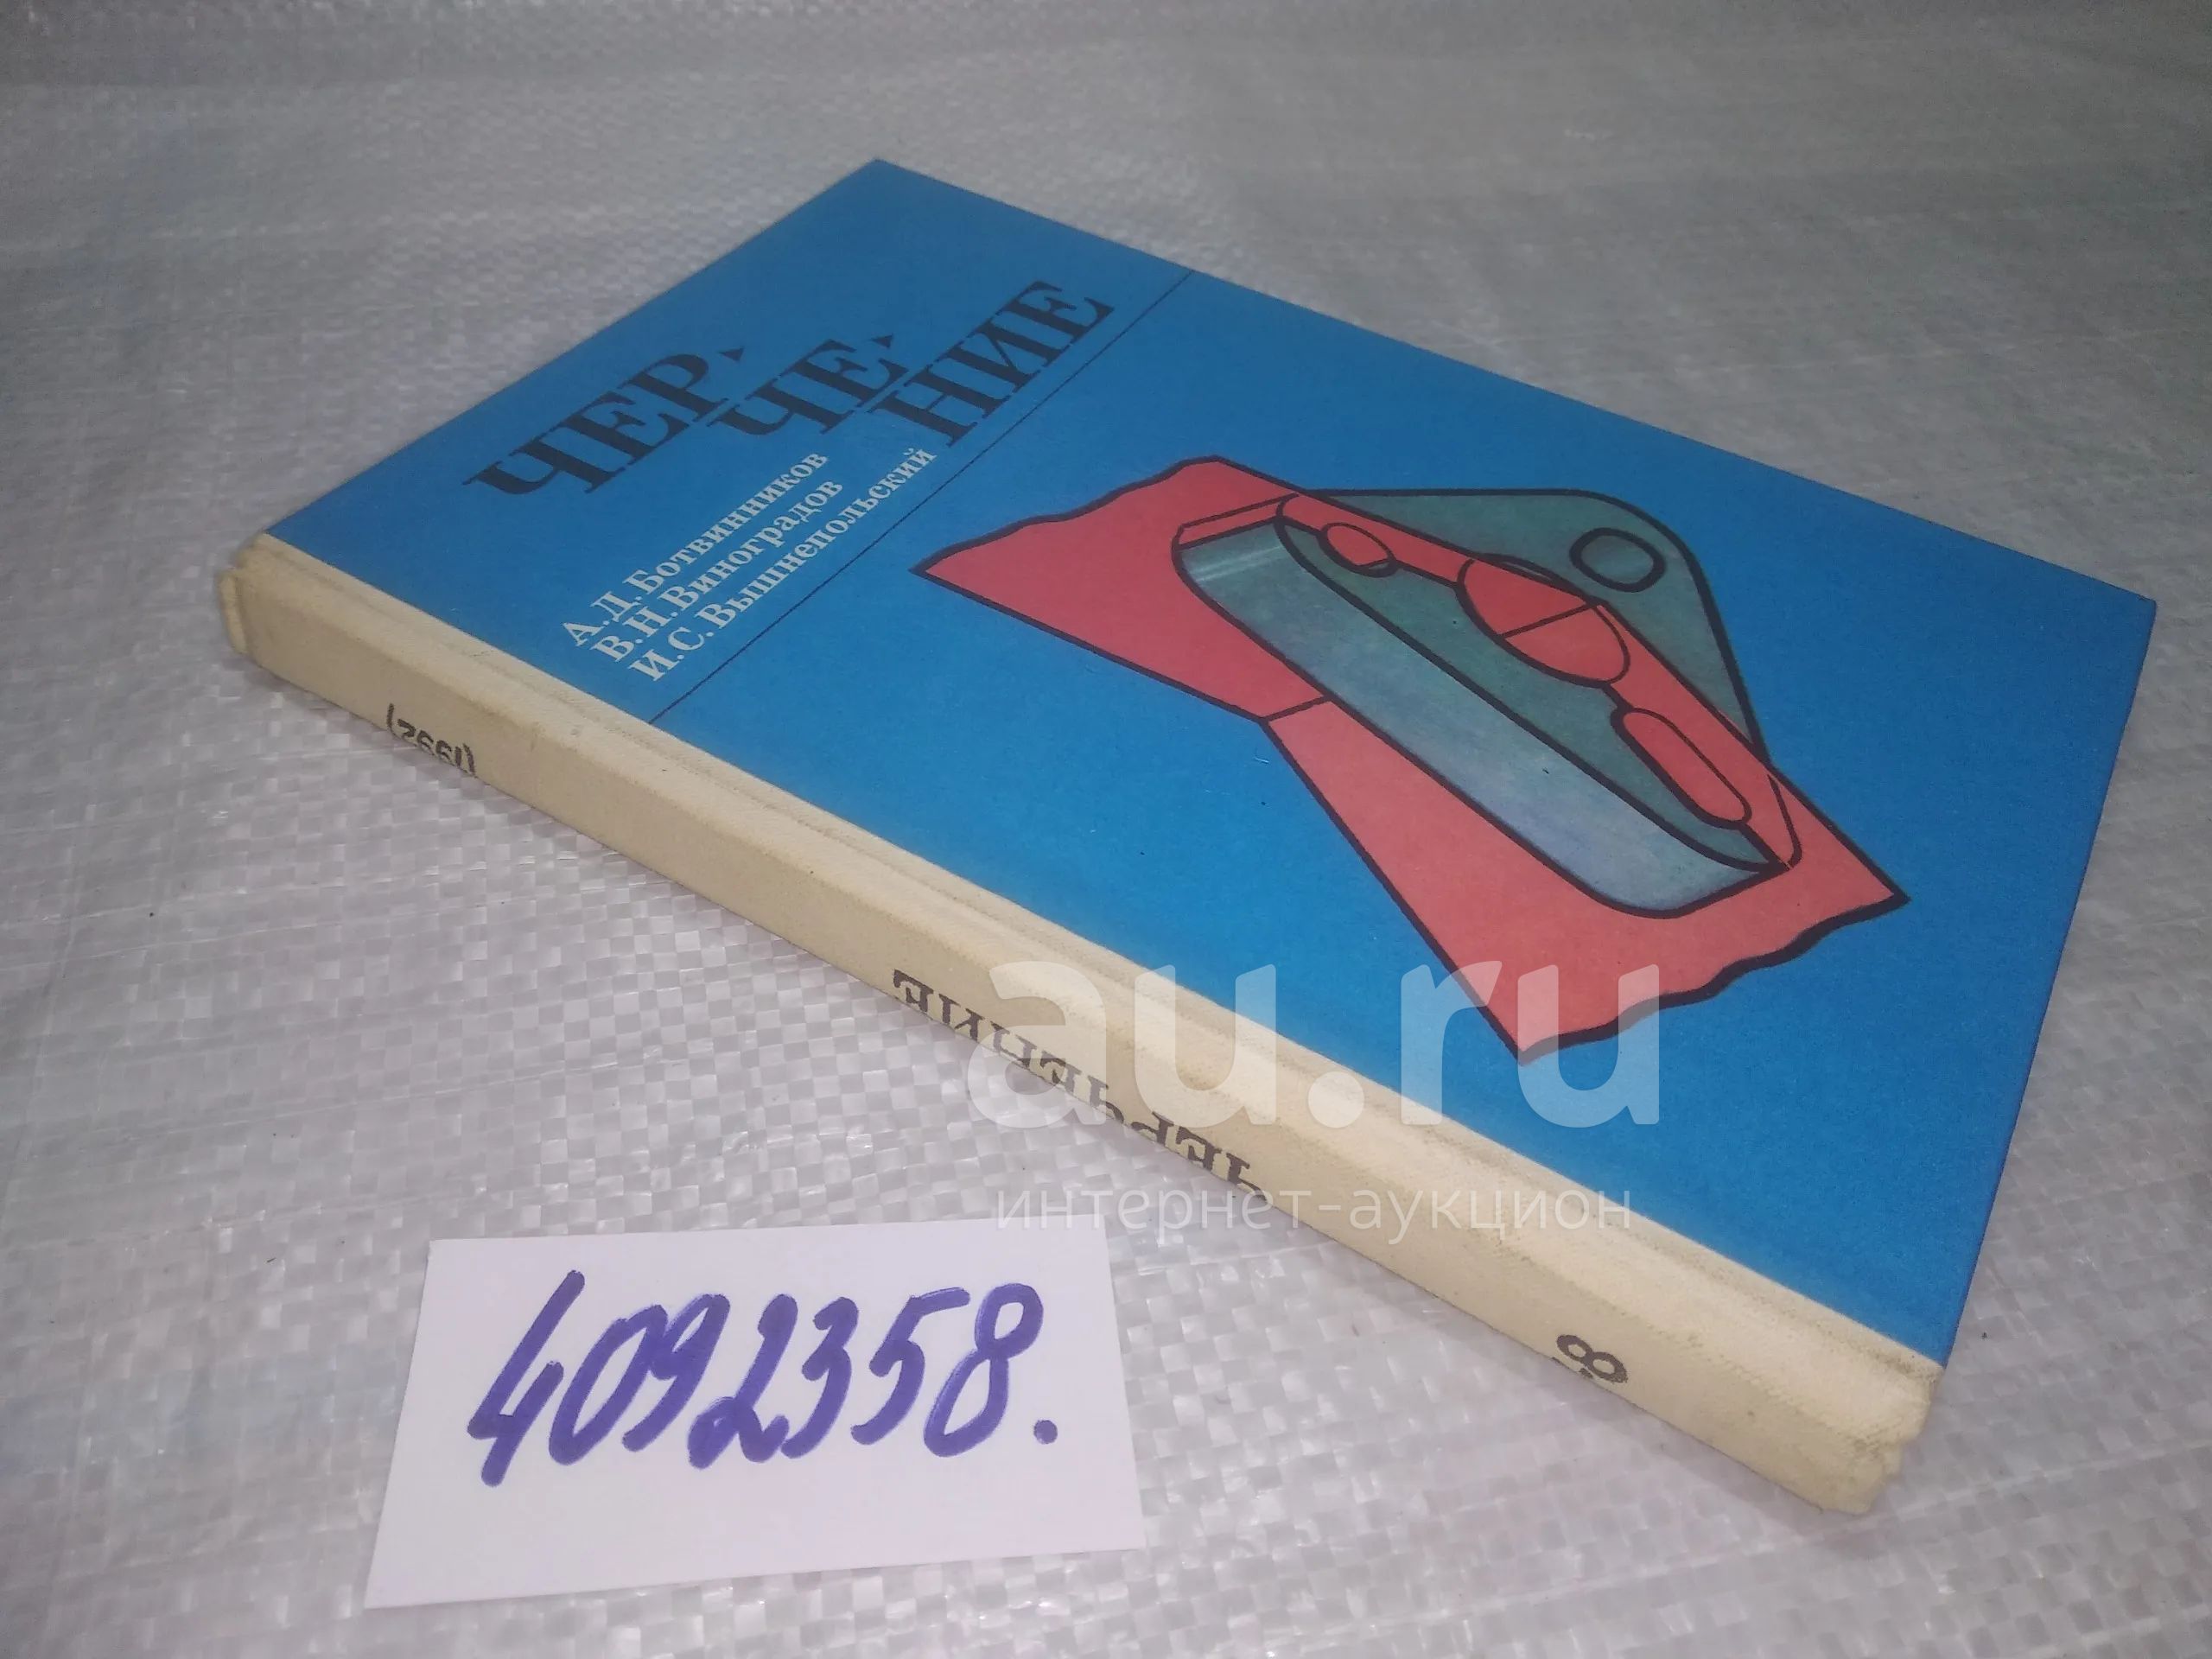 ЧЕР-
ЧЕ-
НИЕ
А.Д.Ботвинников
В.Н.Виноградов
И.С.Вышнепольский
(1992)
ЧЕРЧЕНИЕ
8
au.ru
интернет-аукцион
4092358.